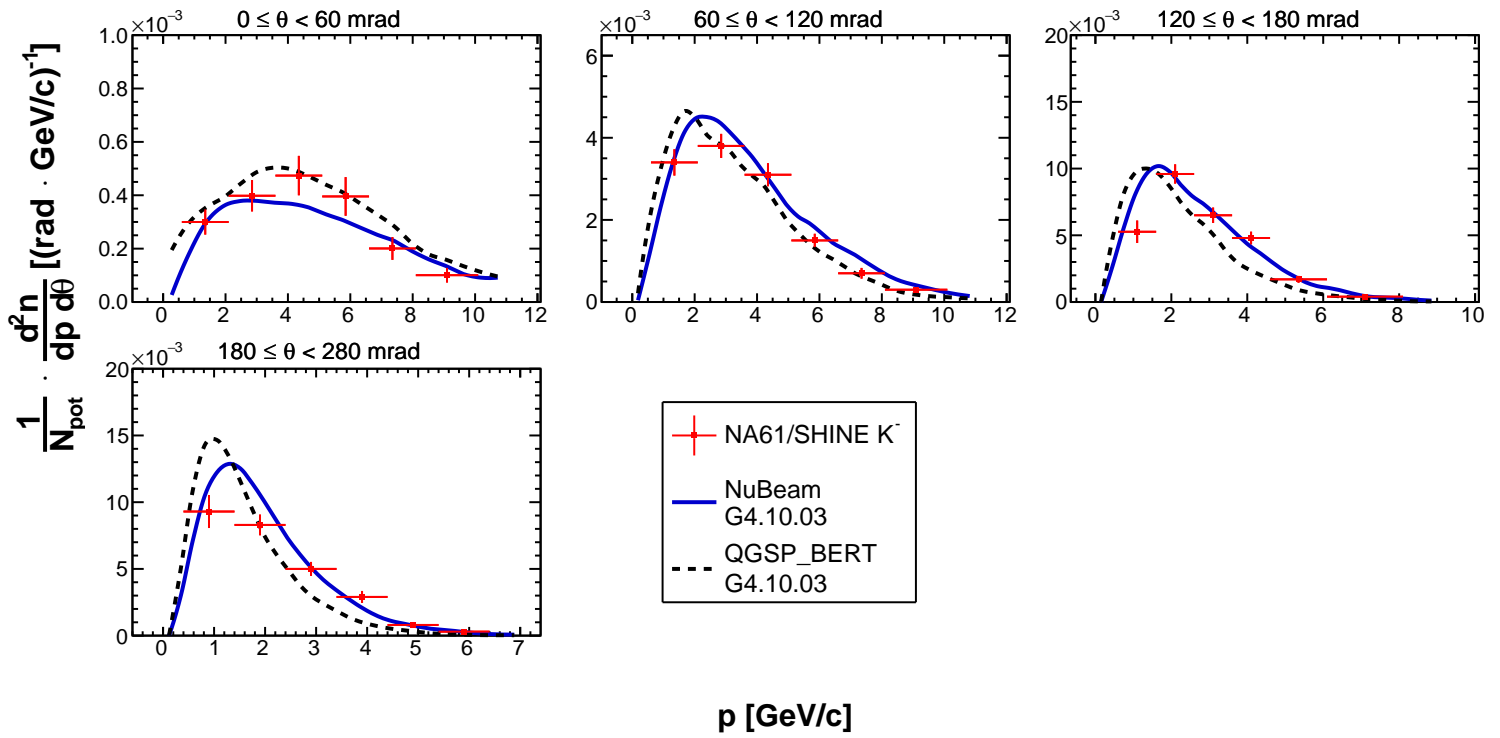 0 ≤ θ < 60 mrad
×10⁻³
1.0
0.8
0.6
0.4
0.2
0.0
0 2 4 6 8 10 12
60 ≤ θ < 120 mrad
×10⁻³
6
4
2
0
0 2 4 6 8 10 12
120 ≤ θ < 180 mrad
×10⁻³
20
15
10
5
0
0 2 4 6 8 10
1/N_pot · d²n/dp dθ [(rad · GeV/c)⁻¹]
180 ≤ θ < 280 mrad
×10⁻³
20
15
10
5
0
0 1 2 3 4 5 6 7
NA61/SHINE K⁻
NuBeam
G4.10.03
QGSP_BERT
G4.10.03
p [GeV/c]